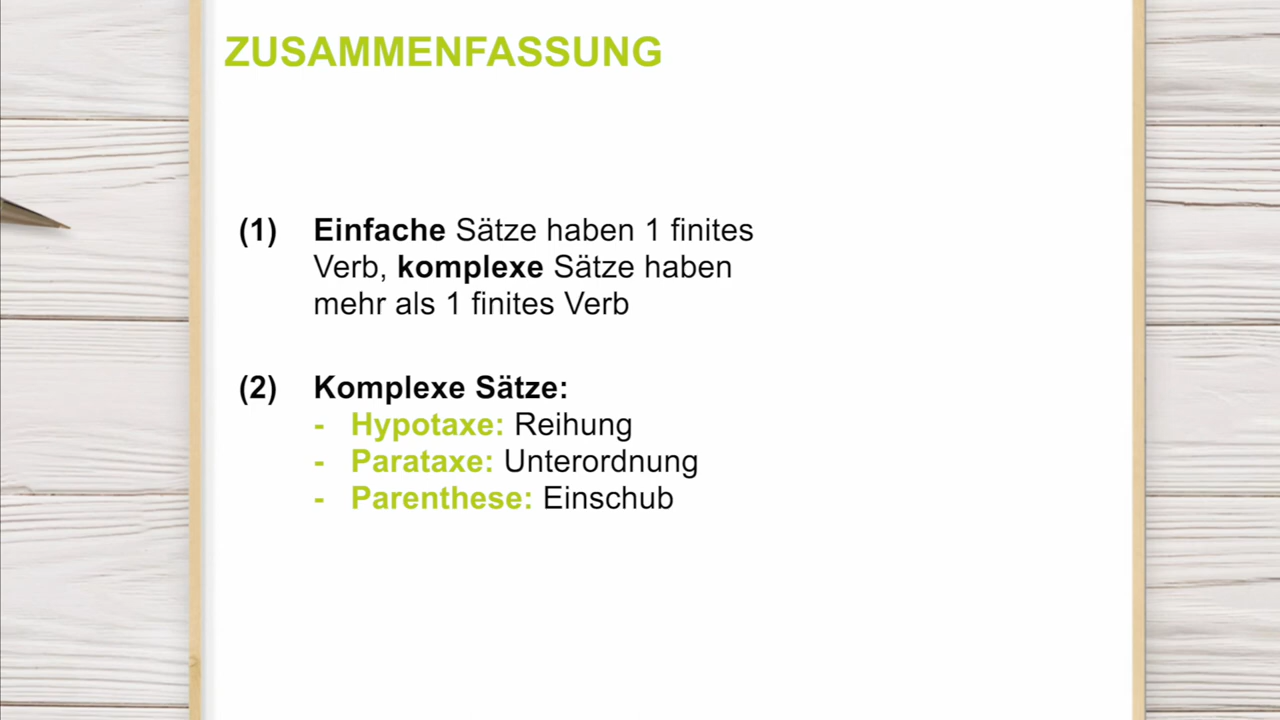 ZUSAMMENFASSUNG
(1) Einfache Sätze haben 1 finites
Verb, komplexe Sätze haben
mehr als 1 finites Verb
(2) Komplexe Sätze:
- Hypotaxe: Reihung
- Parataxe: Unterordnung
- Parenthese: Einschub